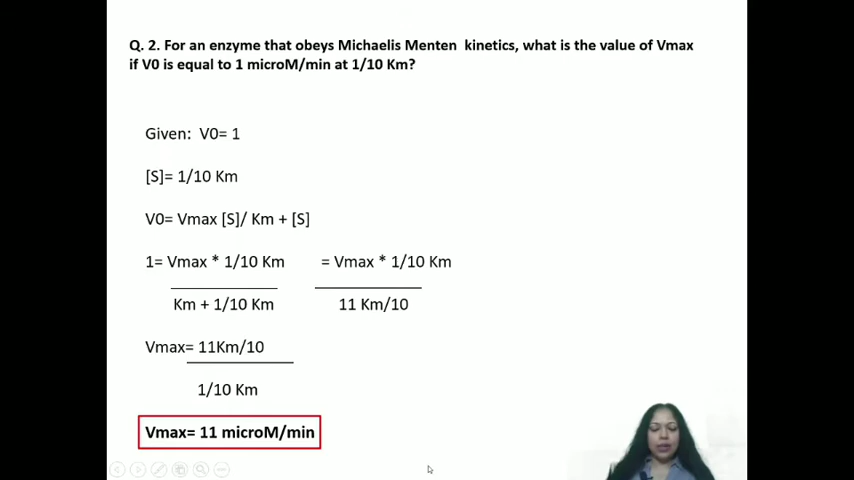 Q. 2. For an enzyme that obeys Michaelis Menten kinetics, what is the value of Vmax
if V0 is equal to 1 microM/min at 1/10 Km?
Given: V0= 1
[S]= 1/10 Km
V0= Vmax [S]/ Km + [S]
1= Vmax * 1/10 Km = Vmax * 1/10 Km
Km + 1/10 Km 11 Km/10
Vmax= 11Km/10
1/10 Km
Vmax= 11 microM/min